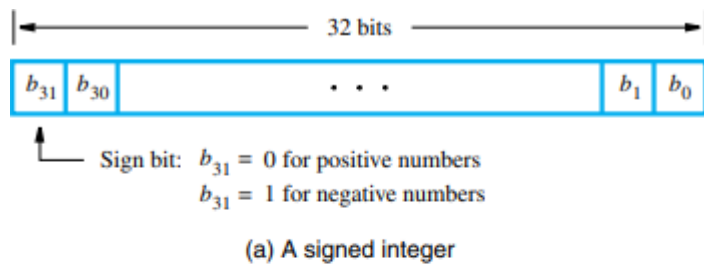 32 bits
b₃₁ b₃₀ . . . b₁ b₀
Sign bit: b₃₁ = 0 for positive numbers
b₃₁ = 1 for negative numbers
(a) A signed integer